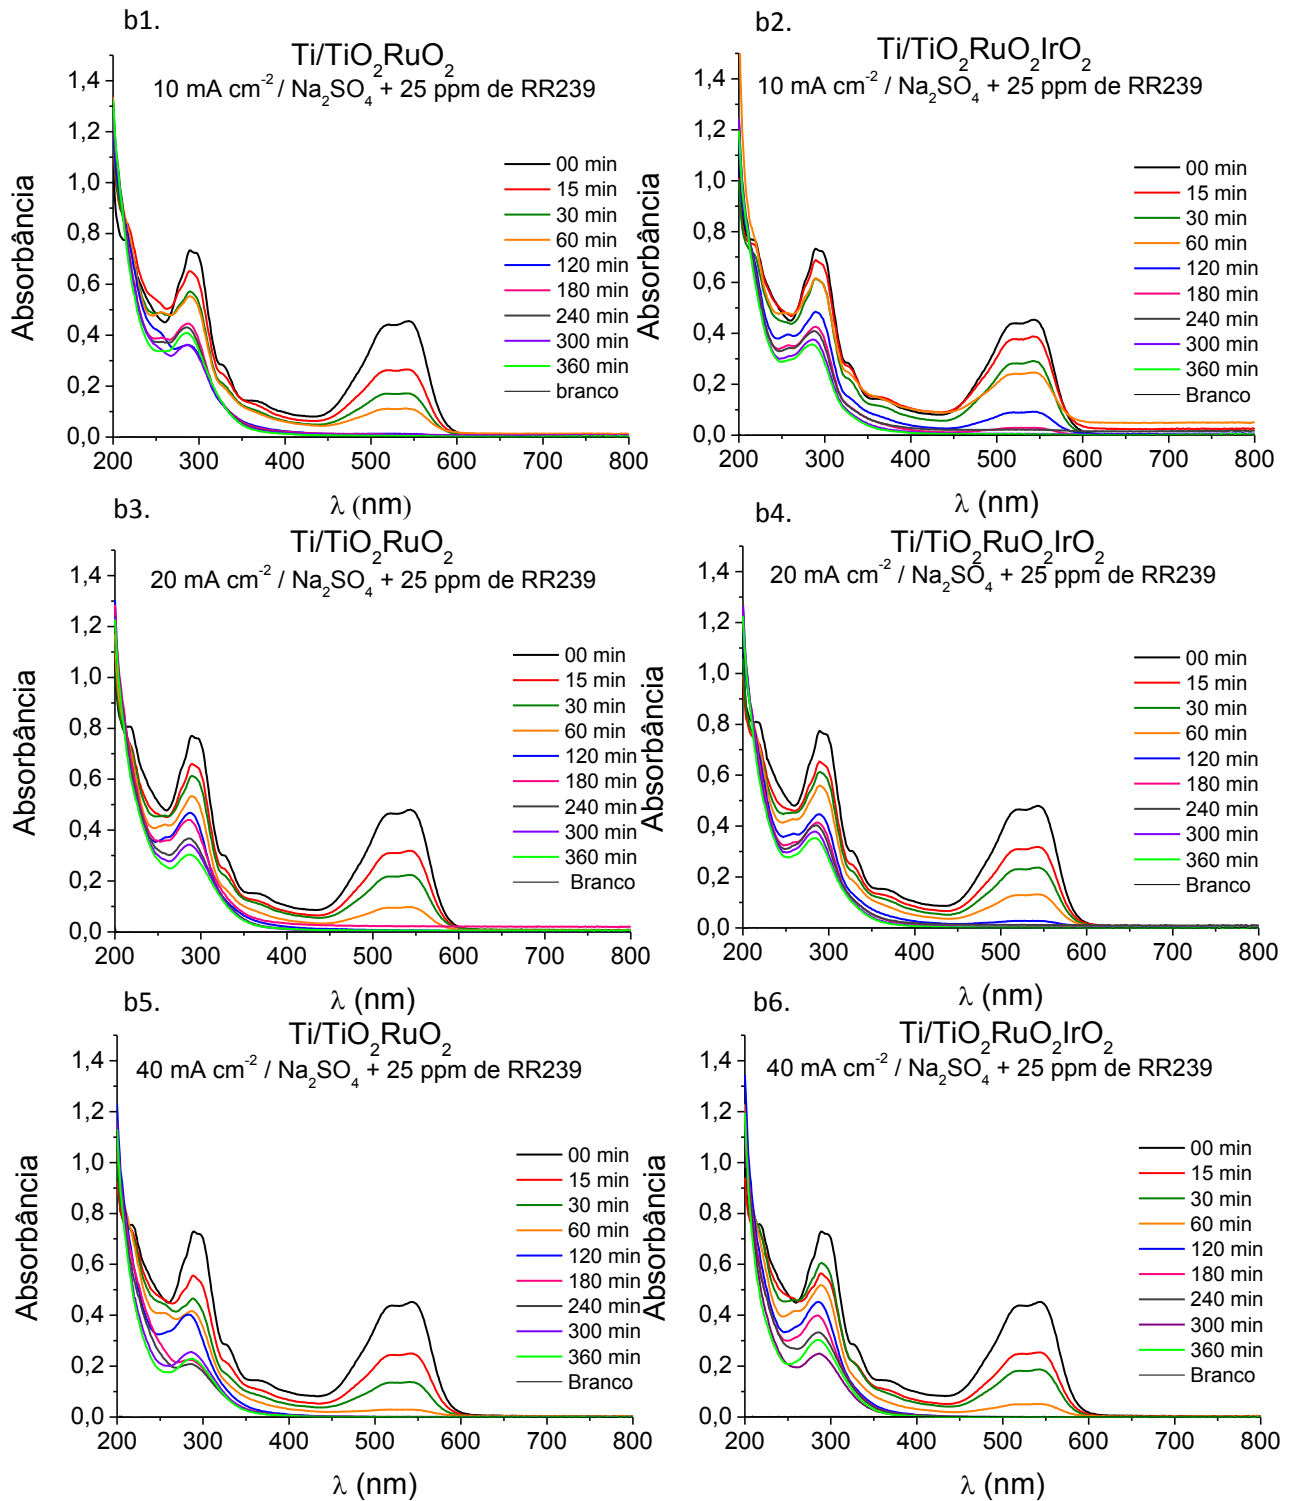 b1.
Ti/TiO₂RuO₂
10 mA cm⁻² / Na₂SO₄ + 25 ppm de RR239
Absorbância
1,4
1,2
1,0
0,8
0,6
0,4
0,2
0,0
00 min
15 min
30 min
60 min
120 min
180 min
240 min
300 min
360 min
branco
200 300 400 500 600 700 800
λ (nm)
b2.
Ti/TiO₂RuO₂IrO₂
10 mA cm⁻² / Na₂SO₄ + 25 ppm de RR239
Absorbância
1,4
1,2
1,0
0,8
0,6
0,4
0,2
0,0
00 min
15 min
30 min
60 min
120 min
180 min
240 min
300 min
360 min
Branco
200 300 400 500 600 700 800
λ (nm)
b3.
Ti/TiO₂RuO₂
20 mA cm⁻² / Na₂SO₄ + 25 ppm de RR239
Absorbância
1,4
1,2
1,0
0,8
0,6
0,4
0,2
0,0
00 min
15 min
30 min
60 min
120 min
180 min
240 min
300 min
360 min
Branco
200 300 400 500 600 700 800
λ (nm)
b4.
Ti/TiO₂RuO₂IrO₂
20 mA cm⁻² / Na₂SO₄ + 25 ppm de RR239
Absorbância
1,4
1,2
1,0
0,8
0,6
0,4
0,2
0,0
00 min
15 min
30 min
60 min
120 min
180 min
240 min
300 min
360 min
Branco
200 300 400 500 600 700 800
λ (nm)
b5.
Ti/TiO₂RuO₂
40 mA cm⁻² / Na₂SO₄ + 25 ppm de RR239
Absorbância
1,4
1,2
1,0
0,8
0,6
0,4
0,2
0,0
00 min
15 min
30 min
60 min
120 min
180 min
240 min
300 min
360 min
Branco
200 300 400 500 600 700 800
λ (nm)
b6.
Ti/TiO₂RuO₂IrO₂
40 mA cm⁻² / Na₂SO₄ + 25 ppm de RR239
Absorbância
1,4
1,2
1,0
0,8
0,6
0,4
0,2
0,0
00 min
15 min
30 min
60 min
120 min
180 min
240 min
300 min
360 min
Branco
200 300 400 500 600 700 800
λ (nm)